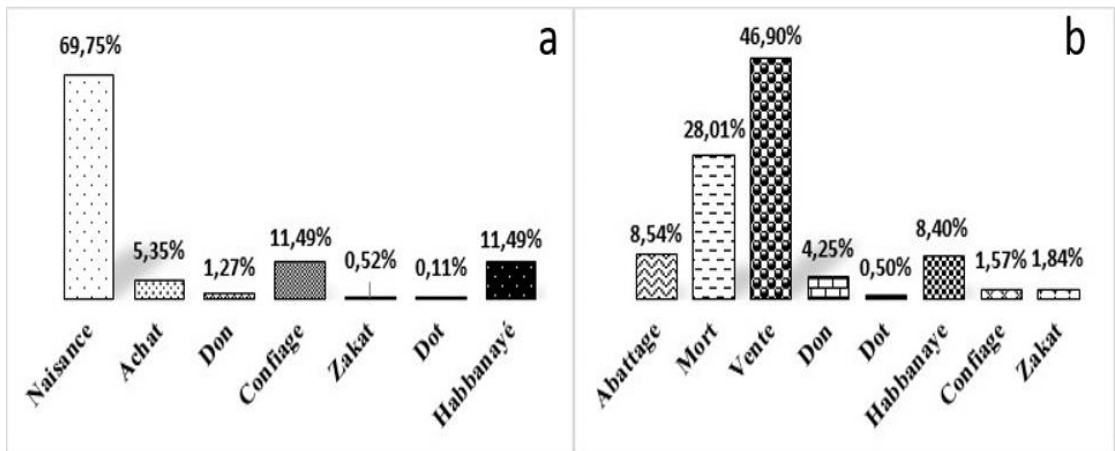 a
69,75%
5,35%
1,27%
11,49%
0,52%
0,11%
11,49%
Naisance
Achat
Don
Confiage
Zakat
Dot
Habbanayé
b
8,54%
28,01%
46,90%
4,25%
0,50%
8,40%
1,57%
1,84%
Abattage
Mort
Vente
Don
Dot
Habbanaye
Confiage
Zakat